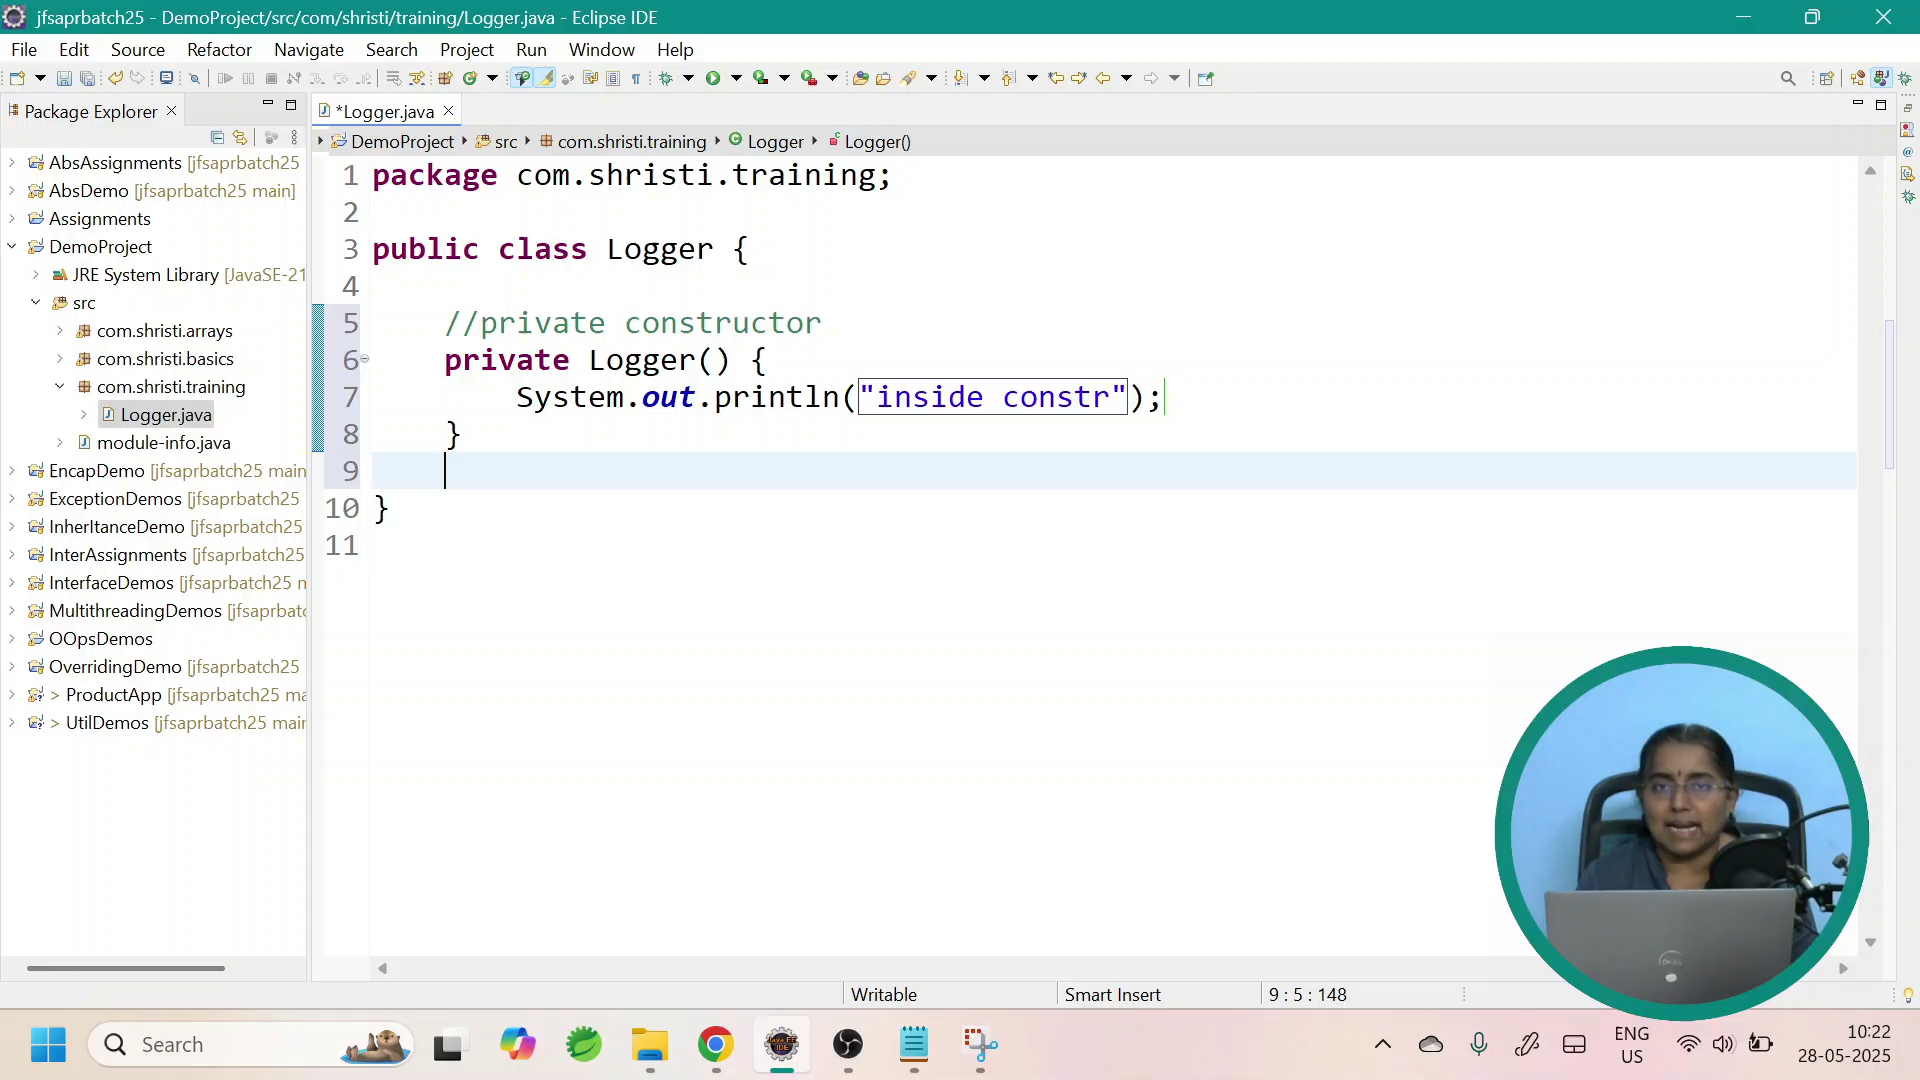 jfsaprbatch25 - DemoProject/src/com/shristi/training/Logger.java - Eclipse IDE
File Edit Source Refactor Navigate Search Project Run Window Help
Package Explorer
*Logger.java
DemoProject src com.shristi.training Logger Logger()
AbsAssignments [jfsaprbatch25
AbsDemo [jfsaprbatch25 main]
Assignments
DemoProject
JRE System Library [JavaSE-21
src
com.shristi.arrays
com.shristi.basics
com.shristi.training
Logger.java
module-info.java
EncapDemo [jfsaprbatch25 main
ExceptionDemos [jfsaprbatch25
InherItanceDemo [jfsaprbatch25
InterAssignments [jfsaprbatch25
InterfaceDemos [jfsaprbatch25 n
MultithreadingDemos [jfsaprbatc
OOpsDemos
OverridingDemo [jfsaprbatch25
> ProductApp [jfsaprbatch25 ma
> UtilDemos [jfsaprbatch25 mair
1 package com.shristi.training;
2
3 public class Logger {
4
5 //private constructor
6 private Logger() {
7 System.out.println("inside constr");
8 }
9
10 }
11
Writable Smart Insert 9 : 5 : 148
Search
ENG
US
10:22
28-05-2025